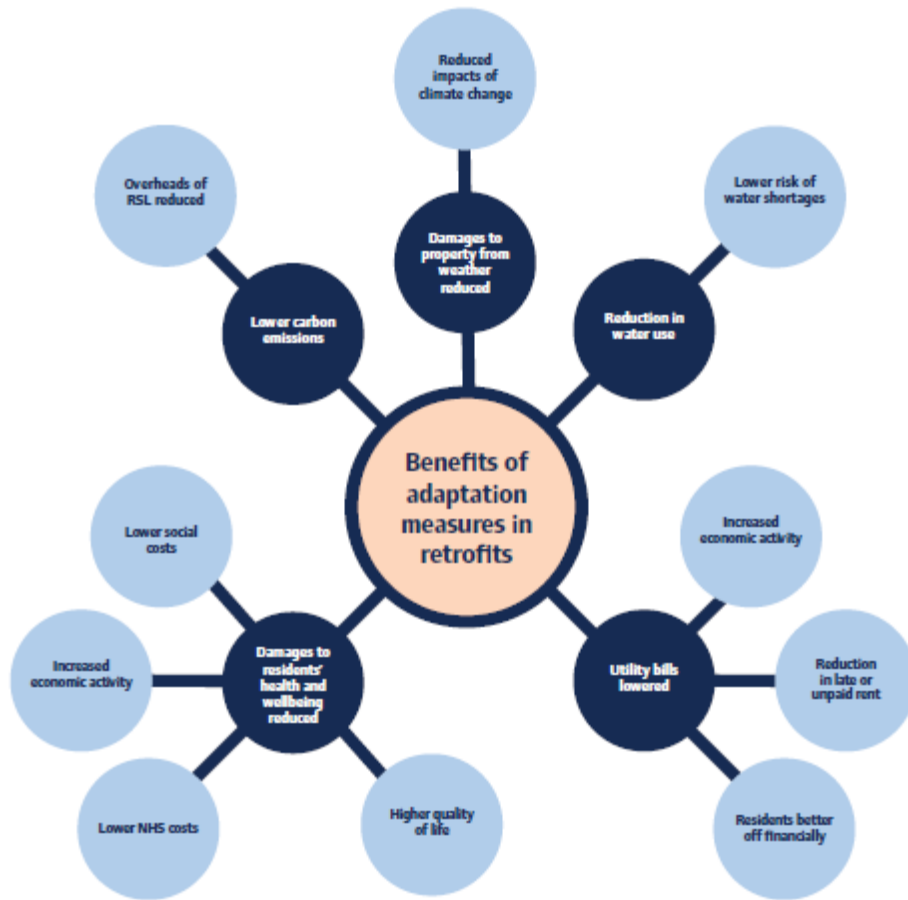 Reduced
impacts of
climate change
Overheads of
RSL reduced
Lower risk of
water shortages
Damages to
property from
weather
reduced
Lower carbon
emissions
Reduction in
water use
Benefits of
adaptation
measures in
retrofits
Lower social
costs
Increased
economic activity
Increased
economic activity
Damages to
residents'
health and
wellbeing
reduced
Utility bills
lowered
Reduction
in late or
unpaid rent
Lower NHS costs
Higher quality
of life
Residents better
off financially